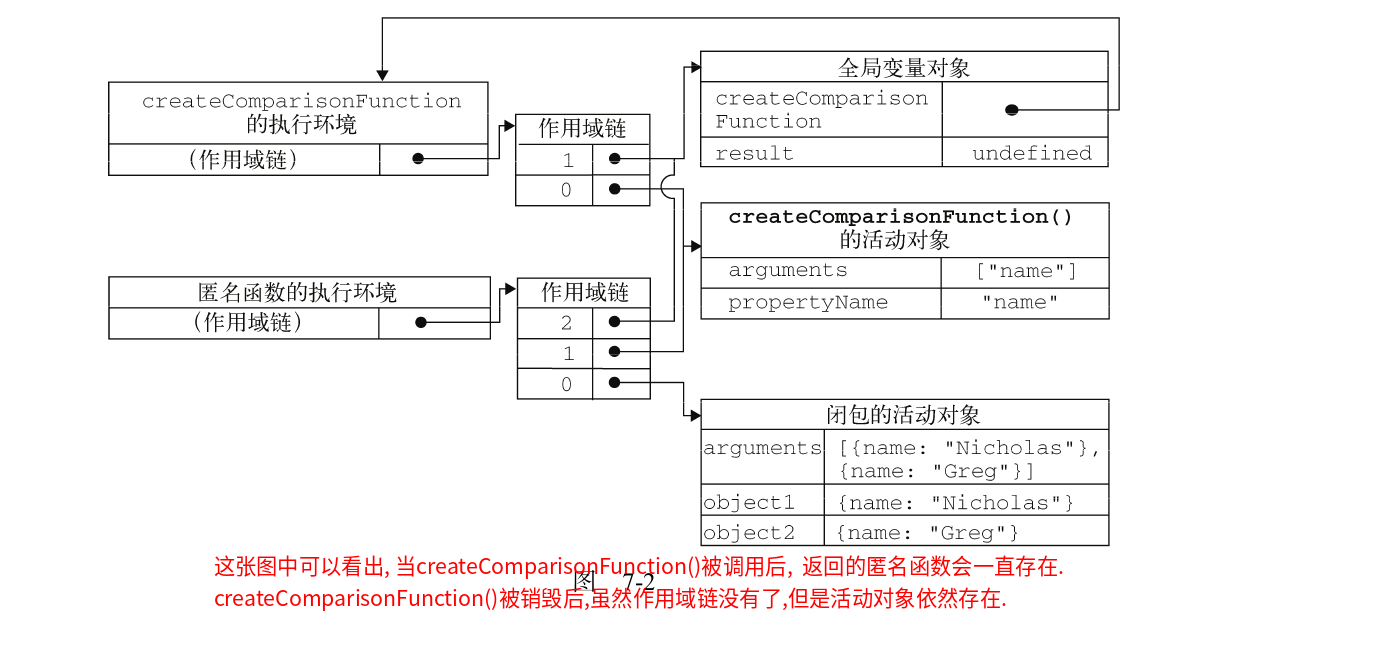 全局变量对象
createComparisonFunction
的执行环境
(作用域链)
作用域链
1
0
createComparison
Function
result undefined
createComparisonFunction()
的活动对象
arguments ["name"]
propertyName "name"
匿名函数的执行环境
(作用域链)
作用域链
2
1
0
闭包的活动对象
arguments [{name: "Nicholas"},
{name: "Greg"}]
object1 {name: "Nicholas"}
object2 {name: "Greg"}
这张图中可以看出, 当createComparisonFunction()被调用后, 返回的匿名函数会一直存在.
图 7-2
createComparisonFunction()被销毁后,虽然作用域链没有了,但是活动对象依然存在.